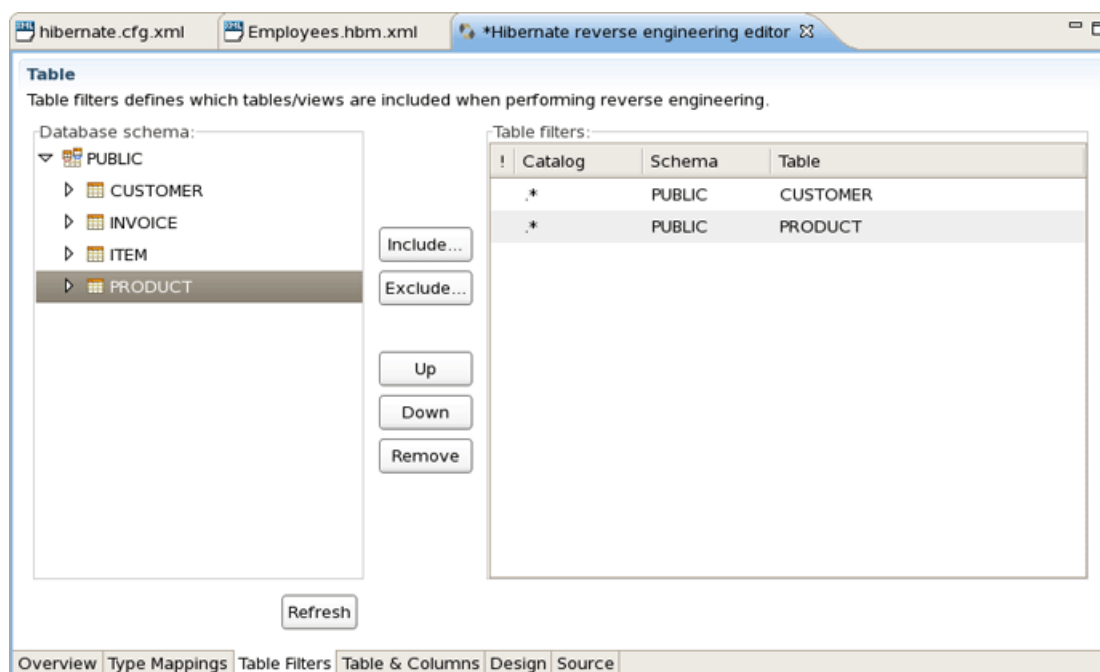 hibernate.cfg.xml Employees.hbm.xml *Hibernate reverse engineering editor
Table
Table filters defines which tables/views are included when performing reverse engineering.
Database schema:
PUBLIC
CUSTOMER
INVOICE
ITEM
PRODUCT
Include...
Exclude...
Up
Down
Remove
Refresh
Table filters:
! Catalog Schema Table
.* PUBLIC CUSTOMER
.* PUBLIC PRODUCT
Overview Type Mappings Table Filters Table & Columns Design Source